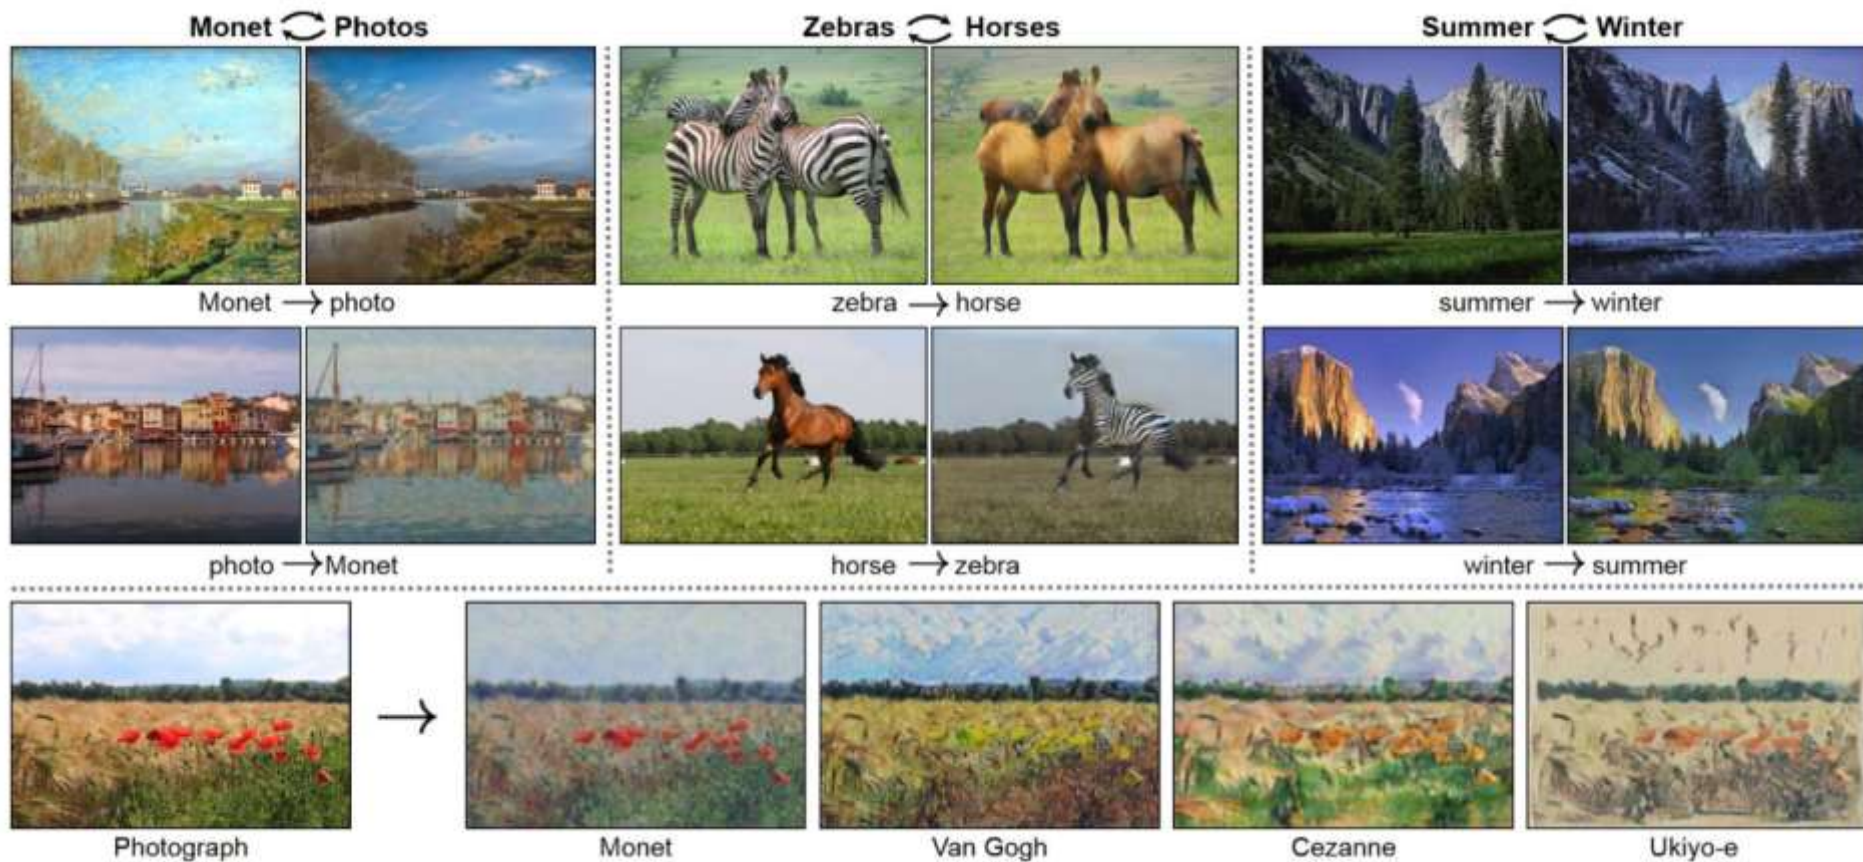 Monet Photos
Zebras Horses
Summer Winter
Monet → photo
zebra → horse
summer → winter
photo → Monet
horse → zebra
winter → summer
Photograph
Monet
Van Gogh
Cezanne
Ukiyo-e